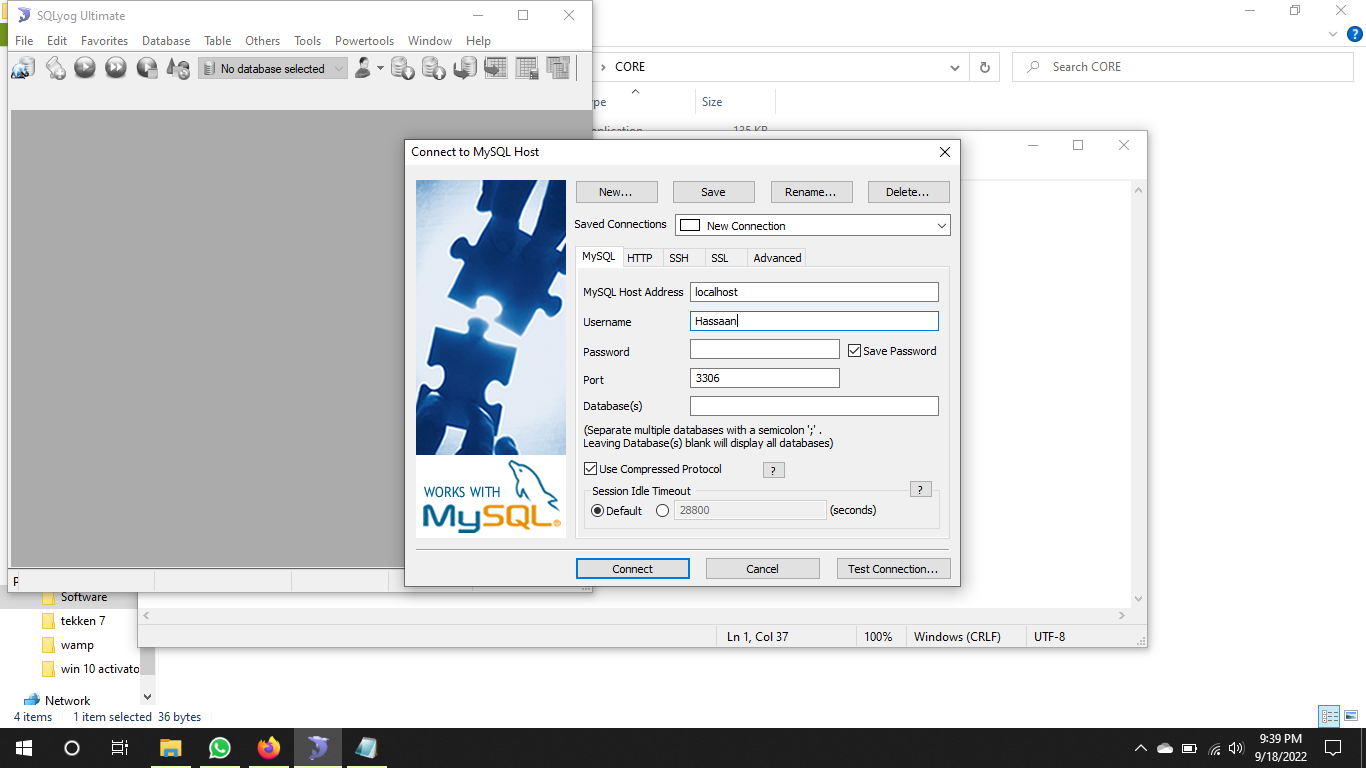 SQLyog Ultimate
File Edit Favorites Database Table Others Tools Powertools Window Help
No database selected
CORE
Search CORE
ype
Size
plication
135 KB
Connect to MySQL Host
New...
Save
Rename...
Delete...
Saved Connections
New Connection
MySQL
HTTP
SSH
SSL
Advanced
MySQL Host Address
localhost
Username
Hassaan
Password
Save Password
Port
3306
Database(s)
(Separate multiple databases with a semicolon ';' .
Leaving Database(s) blank will display all databases)
Use Compressed Protocol
?
Session Idle Timeout
?
Default
28800
(seconds)
WORKS WITH
MySQL®
Connect
Cancel
Test Connection...
Software
tekken 7
wamp
win 10 activato
Network
Ln 1, Col 37
100%
Windows (CRLF)
UTF-8
4 items
1 item selected 36 bytes
9:39 PM
9/18/2022